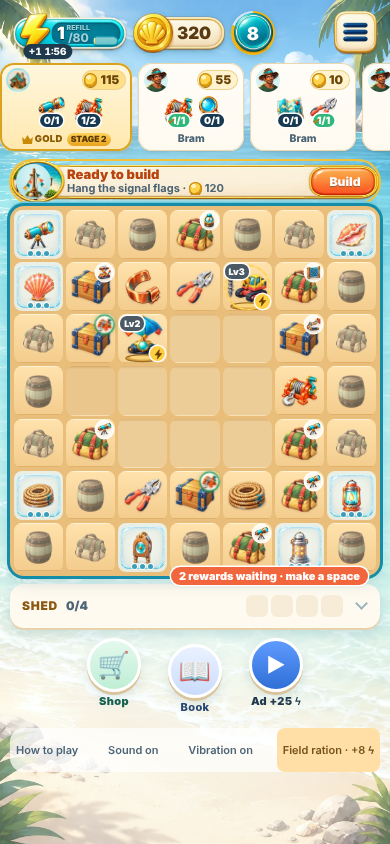 1 REFILL /80
+1 1:56
320
8
115
0/1 1/2
GOLD STAGE 2
55
1/1 0/1
Bram
10
0/1 1/1
Bram
Ready to build
Hang the signal flags · 120
Build
Lv3
Lv2
2 rewards waiting · make a space
SHED 0/4
Shop
Book
Ad +25 ϟ
How to play
Sound on
Vibration on
Field ration · +8 ϟ